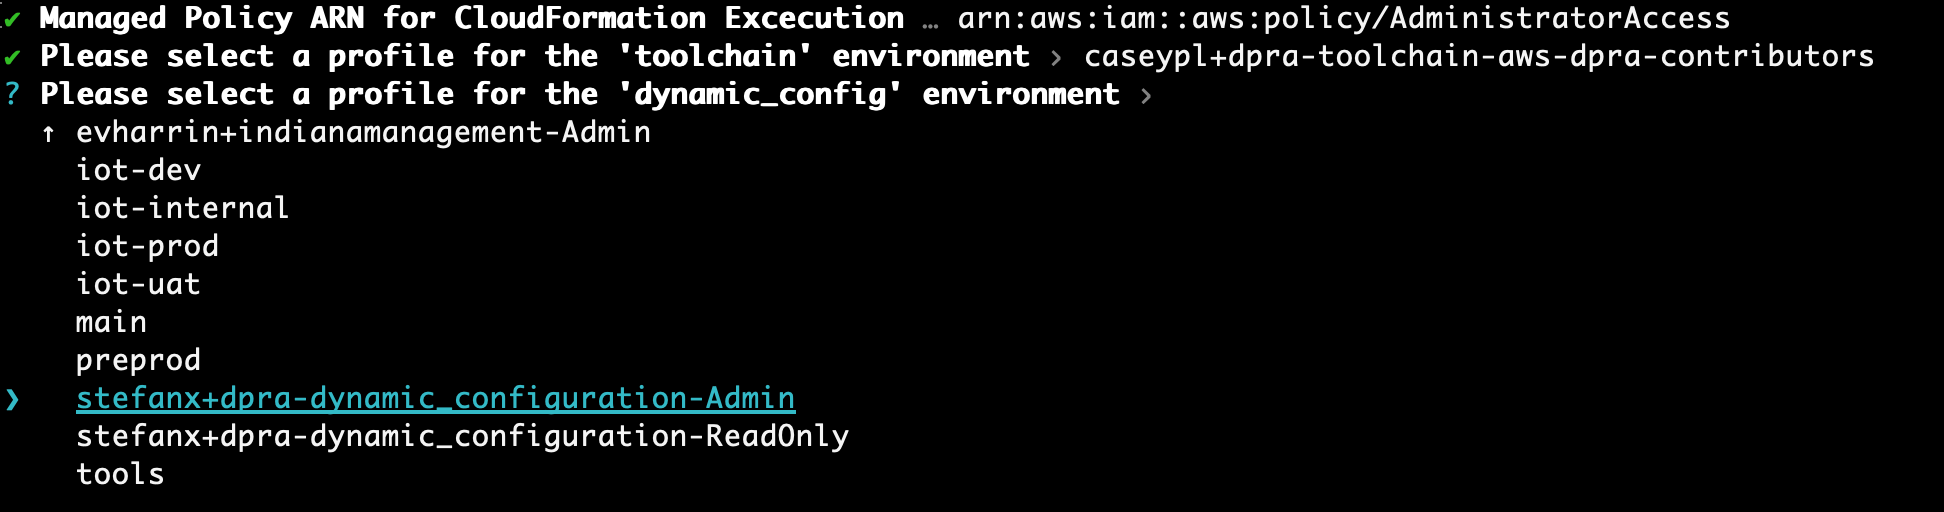 ✔ Managed Policy ARN for CloudFormation Excecution … arn:aws:iam::aws:policy/AdministratorAccess
✔ Please select a profile for the 'toolchain' environment › caseypl+dpra-toolchain-aws-dpra-contributors
? Please select a profile for the 'dynamic_config' environment ›
↑ evharrin+indianamanagement-Admin
iot-dev
iot-internal
iot-prod
iot-uat
main
preprod
❯ stefanx+dpra-dynamic_configuration-Admin
stefanx+dpra-dynamic_configuration-ReadOnly
tools